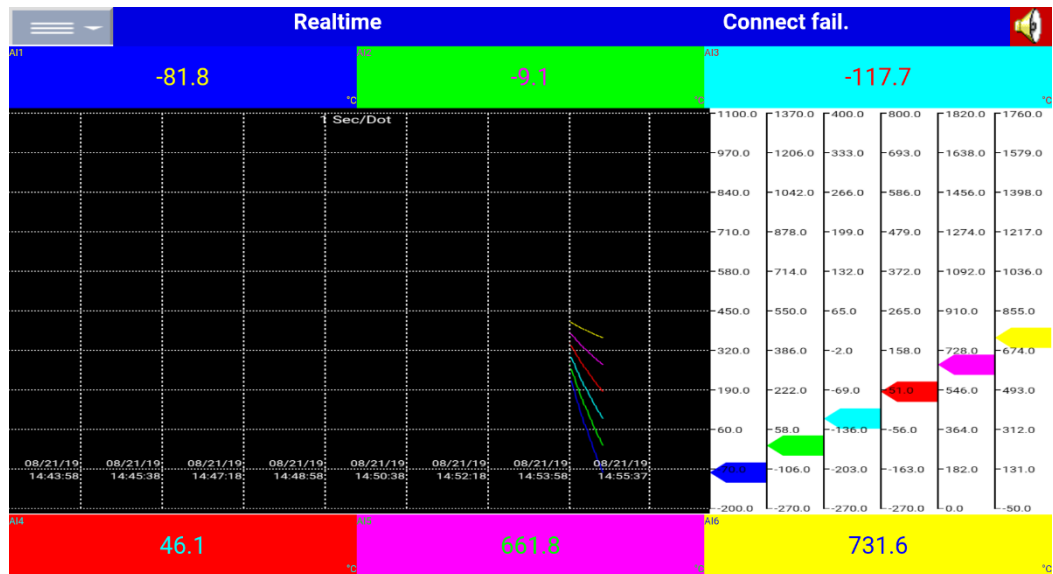 Realtime Connect fail.
AI1 AI2 AI3
-81.8 -9.1 -117.7
°C °C °C
1 Sec/Dot
1100.0 1370.0 400.0 800.0 1820.0 1760.0
970.0 1206.0 333.0 693.0 1638.0 1579.0
840.0 1042.0 266.0 586.0 1456.0 1398.0
710.0 878.0 199.0 479.0 1274.0 1217.0
580.0 714.0 132.0 372.0 1092.0 1036.0
450.0 550.0 65.0 265.0 910.0 855.0
320.0 386.0 -2.0 158.0 728.0 674.0
190.0 222.0 -69.0 51.0 546.0 493.0
60.0 58.0 -136.0 -56.0 364.0 312.0
08/21/19 08/21/19 08/21/19 08/21/19 08/21/19 08/21/19 08/21/19 08/21/19
14:43:58 14:45:38 14:47:18 14:48:58 14:50:38 14:52:18 14:53:58 14:55:37
-70.0 -106.0 -203.0 -163.0 182.0 131.0
-200.0 -270.0 -270.0 -270.0 0.0 -50.0
AI4 AI5 AI6
46.1 661.8 731.6
°C °C °C